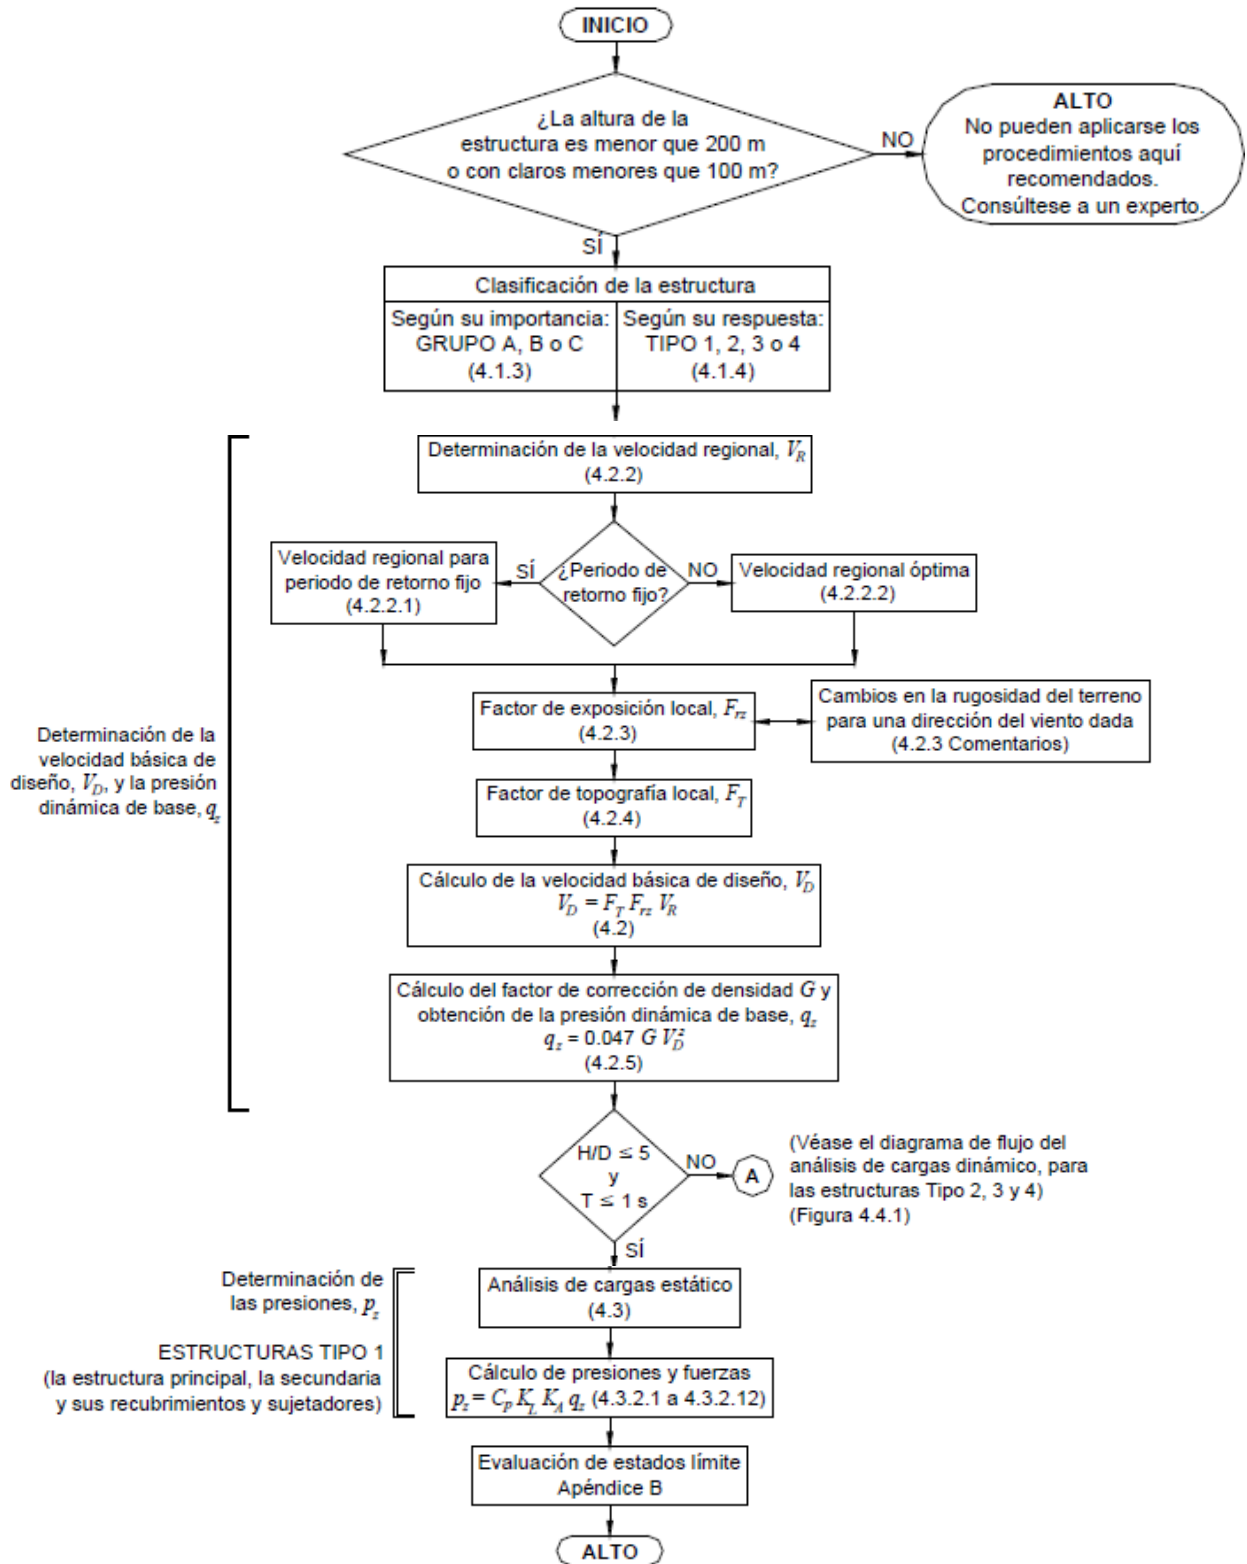 INICIO
¿La altura de la
estructura es menor que 200 m
o con claros menores que 100 m?
NO
ALTO
No pueden aplicarse los
procedimientos aquí
recomendados.
Consúltese a un experto.
SÍ
Clasificación de la estructura
Según su importancia:
GRUPO A, B o C
(4.1.3)
Según su respuesta:
TIPO 1, 2, 3 o 4
(4.1.4)
Determinación de la velocidad regional, V_R
(4.2.2)
¿Periodo de
retorno fijo?
SÍ
Velocidad regional para
periodo de retorno fijo
(4.2.2.1)
NO
Velocidad regional óptima
(4.2.2.2)
Factor de exposición local, F_rz
(4.2.3)
Cambios en la rugosidad del terreno
para una dirección del viento dada
(4.2.3 Comentarios)
Determinación de la
velocidad básica de
diseño, V_D, y la presión
dinámica de base, q_z
Factor de topografía local, F_T
(4.2.4)
Cálculo de la velocidad básica de diseño, V_D
V_D = F_T F_rz V_R
(4.2)
Cálculo del factor de corrección de densidad G y
obtención de la presión dinámica de base, q_z
q_z = 0.047 G V_D²
(4.2.5)
H/D ≤ 5
y
T ≤ 1 s
NO
A
(Véase el diagrama de flujo del
análisis de cargas dinámico, para
las estructuras Tipo 2, 3 y 4)
(Figura 4.4.1)
SÍ
Determinación de
las presiones, p_z
ESTRUCTURAS TIPO 1
(la estructura principal, la secundaria
y sus recubrimientos y sujetadores)
Análisis de cargas estático
(4.3)
Cálculo de presiones y fuerzas
p_z = C_p K_L K_A q_z (4.3.2.1 a 4.3.2.12)
Evaluación de estados límite
Apéndice B
ALTO